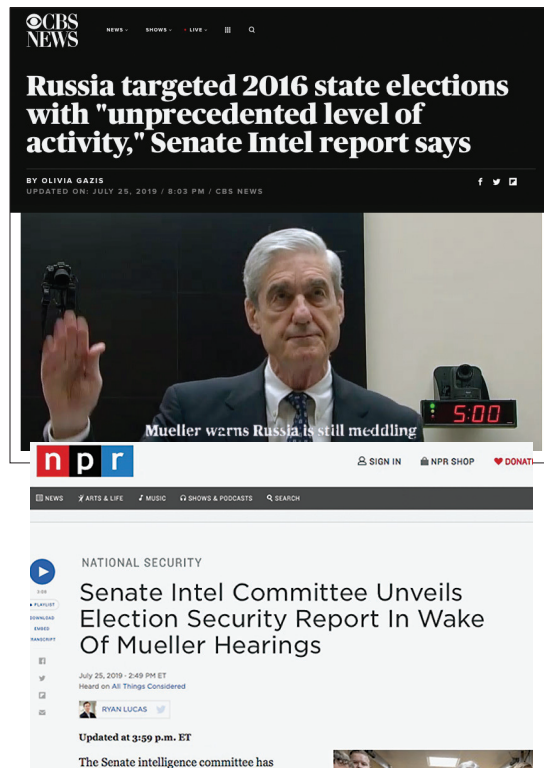 CBS
NEWS
NEWS SHOWS LIVE
Russia targeted 2016 state elections
with "unprecedented level of
activity," Senate Intel report says
BY OLIVIA GAZIS
UPDATED ON: JULY 25, 2019 / 8:03 PM / CBS NEWS
5:00
Mueller warns Russia is still meddling
npr
SIGN IN NPR SHOP DONAT
NEWS ARTS & LIFE MUSIC SHOWS & PODCASTS SEARCH
NATIONAL SECURITY
Senate Intel Committee Unveils
Election Security Report In Wake
Of Mueller Hearings
PLAYLIST
DOWNLOAD
EMBED
TRANSCRIPT
July 25, 2019 · 2:49 PM ET
Heard on All Things Considered
RYAN LUCAS
Updated at 3:59 p.m. ET
The Senate intelligence committee has